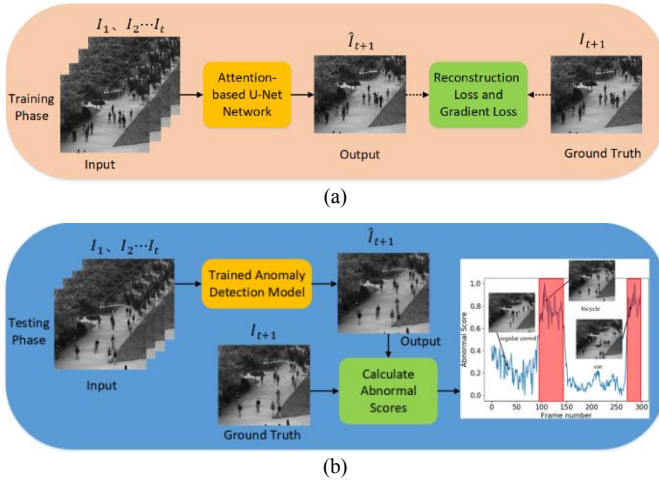 I₁、I₂⋯Iₜ
Î_{t+1}
I_{t+1}
Training
Phase
Attention-
based U-Net
Network
Reconstruction
Loss and
Gradient Loss
Input
Output
Ground Truth
(a)
I₁、I₂⋯Iₜ
Î_{t+1}
Trained Anomaly
Detection Model
Testing
Phase
Input
I_{t+1}
Output
Ground Truth
Calculate
Abnormal
Scores
Abnormal Score
1.0
0.8
0.6
0.4
0.2
0.0
regular crowd
bicycle
car
0 50 100 150 200 250 300
Frame number
(b)